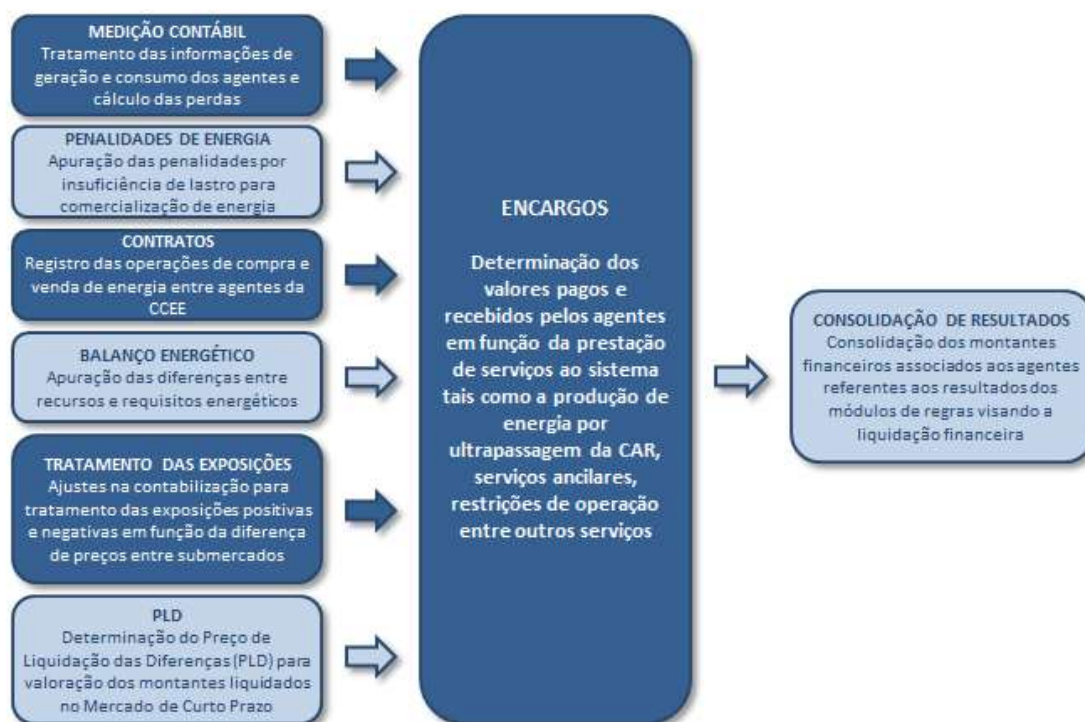 MEDIÇÃO CONTÁBIL
Tratamento das informações de
geração e consumo dos agentes e
cálculo das perdas
PENALIDADES DE ENERGIA
Apuração das penalidades por
insuficiência de lastro para
comercialização de energia
CONTRATOS
Registro das operações de compra e
venda de energia entre agentes da
CCEE
BALANÇO ENERGÉTICO
Apuração das diferenças entre
recursos e requisitos energéticos
TRATAMENTO DAS EXPOSIÇÕES
Ajustes na contabilização para
tratamento das exposições positivas
e negativas em função da diferença
de preços entre submercados
PLD
Determinação do Preço de
Liquidação das Diferenças (PLD) para
valoração dos montantes liquidados
no Mercado de Curto Prazo
ENCARGOS
Determinação dos
valores pagos e
recebidos pelos agentes
em função da prestação
de serviços ao sistema
tais como a produção de
energia por
ultrapassagem da CAR,
serviços ancilares,
restrições de operação
entre outros serviços
CONSOLIDAÇÃO DE RESULTADOS
Consolidação dos montantes
financeiros associados aos agentes
referentes aos resultados dos
módulos de regras visando a
liquidação financeira